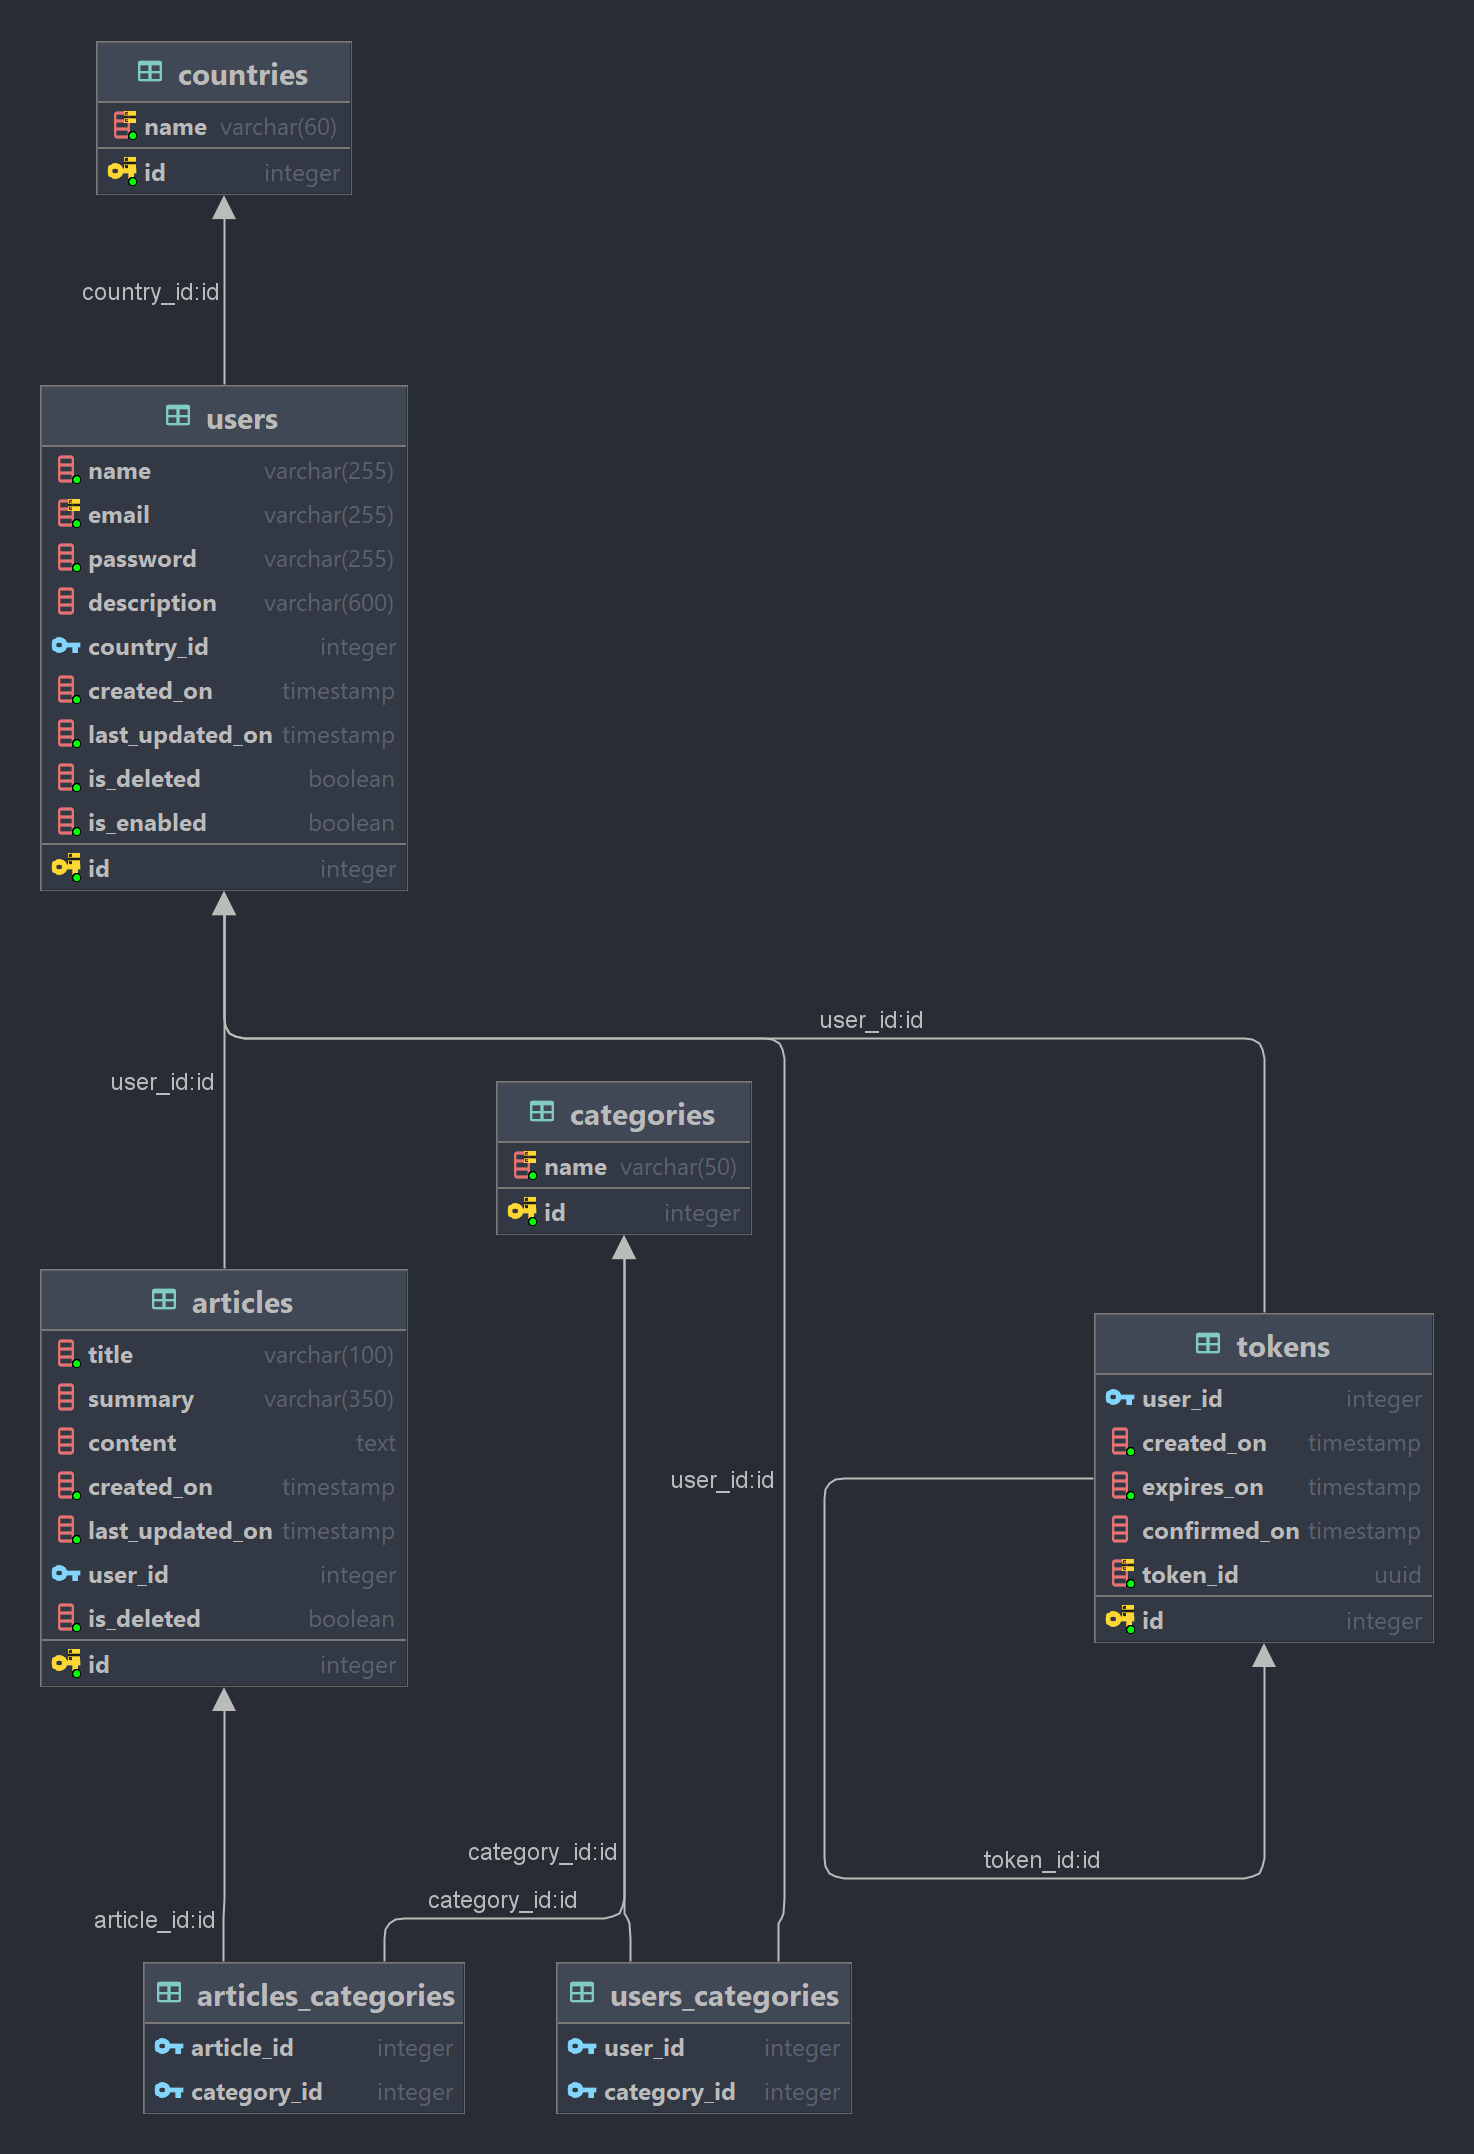 countries
name varchar(60)
id integer
country_id:id
users
name varchar(255)
email varchar(255)
password varchar(255)
description varchar(600)
country_id integer
created_on timestamp
last_updated_on timestamp
is_deleted boolean
is_enabled boolean
id integer
user_id:id
user_id:id
categories
name varchar(50)
id integer
articles
title varchar(100)
summary varchar(350)
content text
created_on timestamp
last_updated_on timestamp
user_id integer
is_deleted boolean
id integer
tokens
user_id integer
created_on timestamp
expires_on timestamp
confirmed_on timestamp
token_id uuid
id integer
user_id:id
category_id:id
token_id:id
category_id:id
article_id:id
articles_categories
article_id integer
category_id integer
users_categories
user_id integer
category_id integer